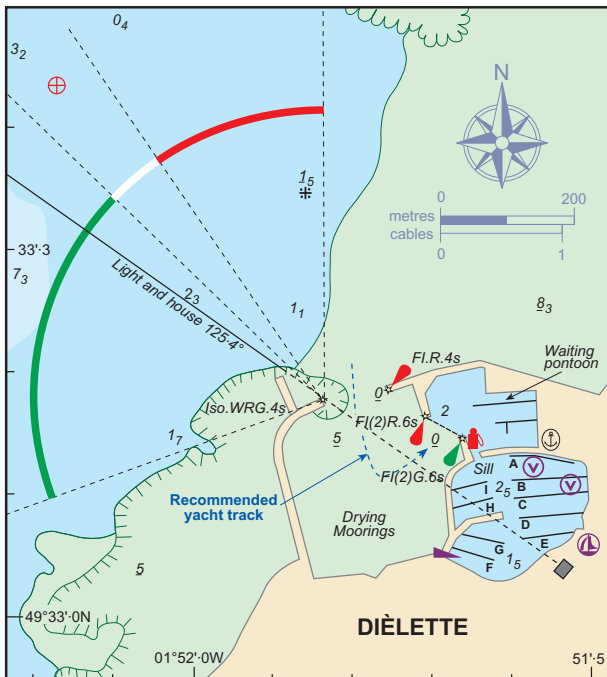 0₄
3₂
N
1₅
0
200
metres
cables
0
1
33'·3
7₃
Light and house 125·4°
2₃
1₁
8₃
Waiting
pontoon
Fl.R.4s
Iso.WRG.4s
0
Fl(2)R.6s
2
1₇
5
0
Sill
A
V
Fl(2)G.6s
I
2₅
B
V
Recommended
yacht track
H
C
Drying
Moorings
D
G
E
F
1₅
5
49°33'·0N
DIÈLETTE
01°52'·0W
51'·5